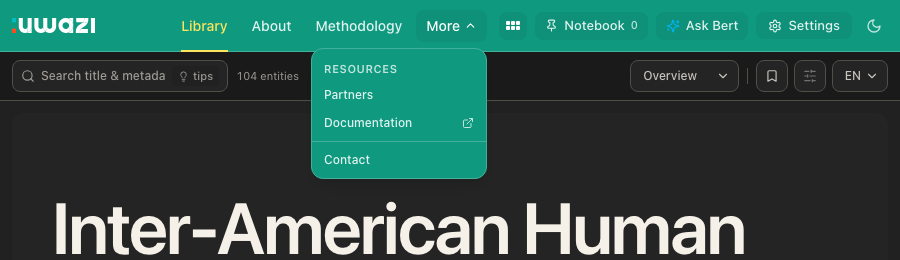 uwazi
Library
About
Methodology
More
Notebook 0
Ask Bert
Settings
Search title & metada
tips
104 entities
Overview
EN
RESOURCES
Partners
Documentation
Contact
Inter-American Human